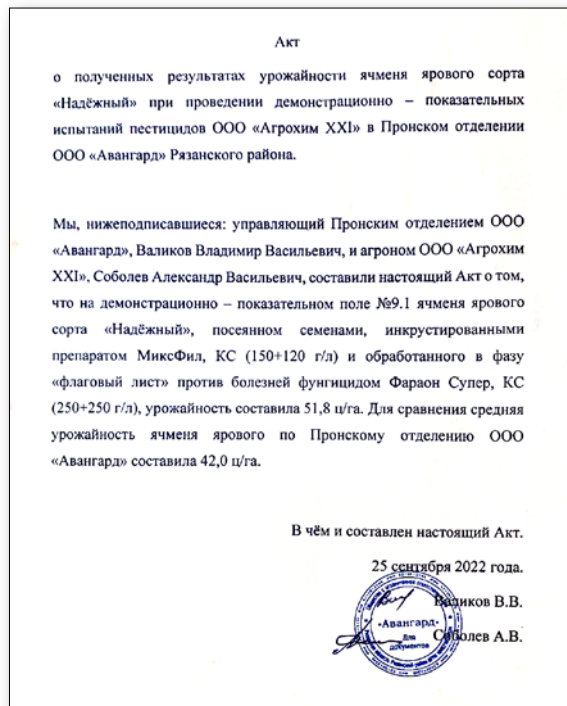 Акт
о полученных результатах урожайности ячменя ярового сорта
«Надёжный» при проведении демонстрационно – показательных
испытаний пестицидов ООО «Агрохим XXI» в Пронском отделении
ООО «Авангард» Рязанского района.
Мы, нижеподписавшиеся: управляющий Пронским отделением ООО
«Авангард», Валиков Владимир Васильевич, и агроном ООО «Агрохим
XXI», Соболев Александр Васильевич, составили настоящий Акт о том,
что на демонстрационно – показательном поле №9.1 ячменя ярового
сорта «Надёжный», посеянном семенами, инкрустированными
препаратом МиксФил, КС (150+120 г/л) и обработанного в фазу
«флаговый лист» против болезней фунгицидом Фараон Супер, КС
(250+250 г/л), урожайность составила 51,8 ц/га. Для сравнения средняя
урожайность ячменя ярового по Пронскому отделению ООО
«Авангард» составила 42,0 ц/га.
В чём и составлен настоящий Акт.
25 сентября 2022 года.
Валиков В.В.
«Авангард»
Для
документов
Соболев А.В.